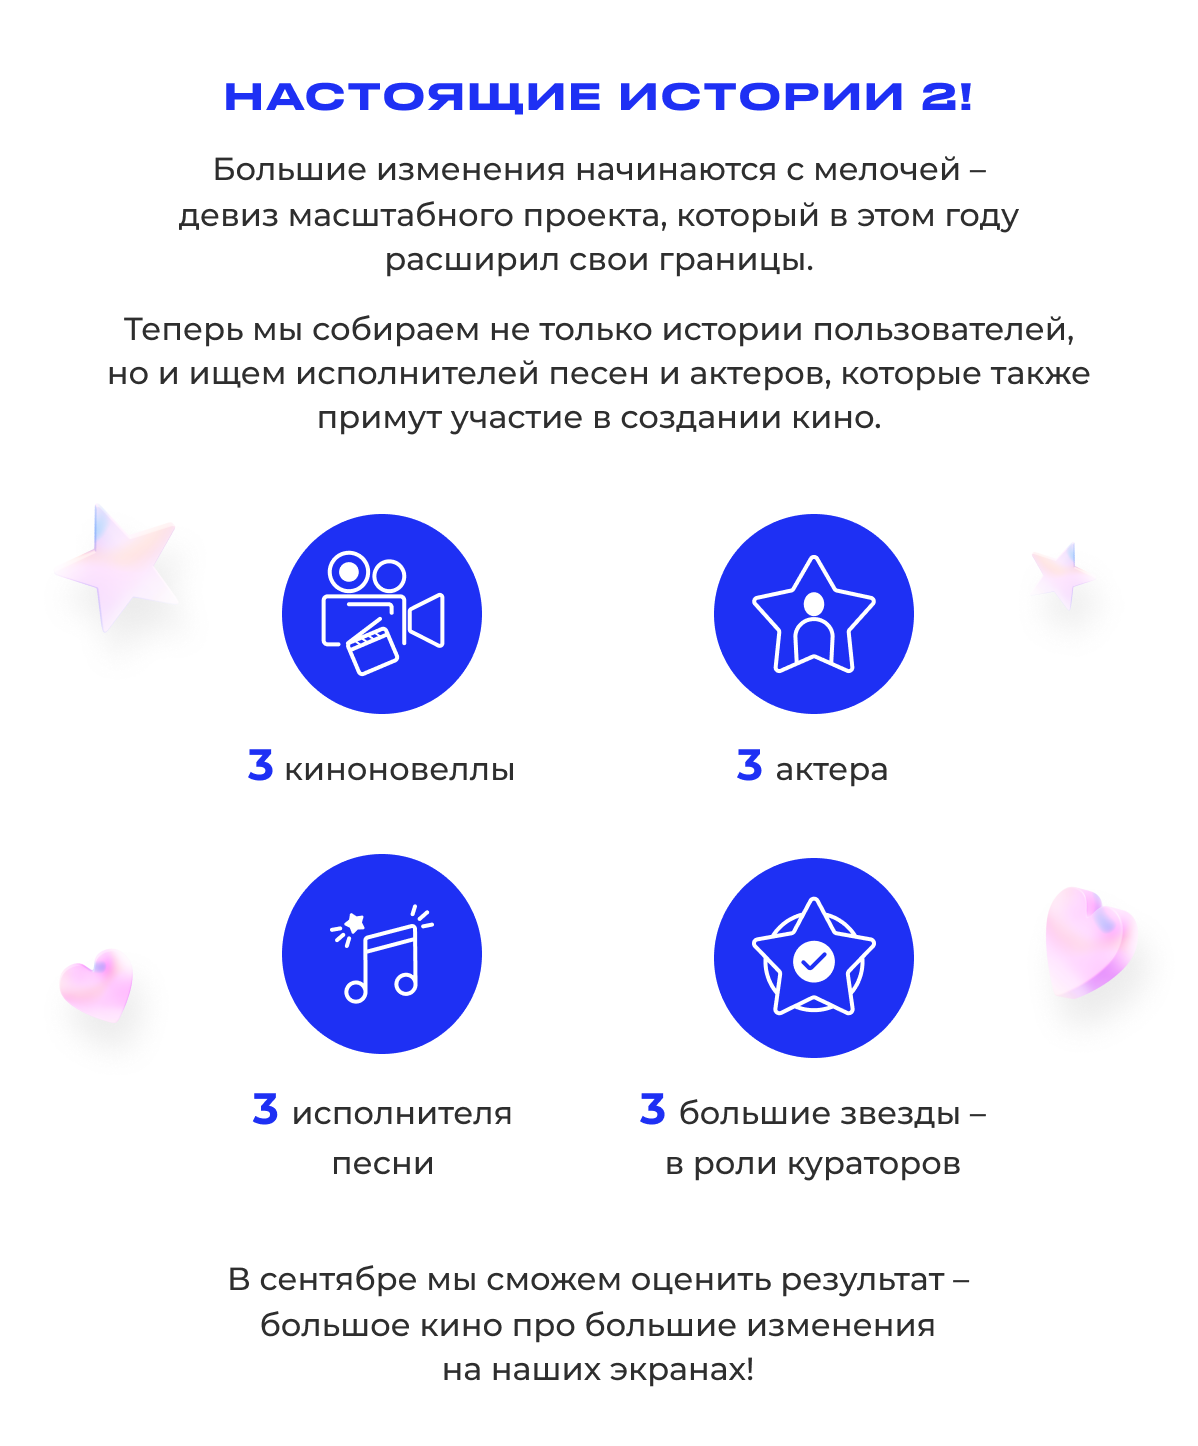 НАСТОЯЩИЕ ИСТОРИИ 2!
Большие изменения начинаются с мелочей –
девиз масштабного проекта, который в этом году
расширил свои границы.
Теперь мы собираем не только истории пользователей,
но и ищем исполнителей песен и актеров, которые также
примут участие в создании кино.
3 киноновеллы
3 актера
3 исполнителя
песни
3 большие звезды –
в роли кураторов
В сентябре мы сможем оценить результат –
большое кино про большие изменения
на наших экранах!